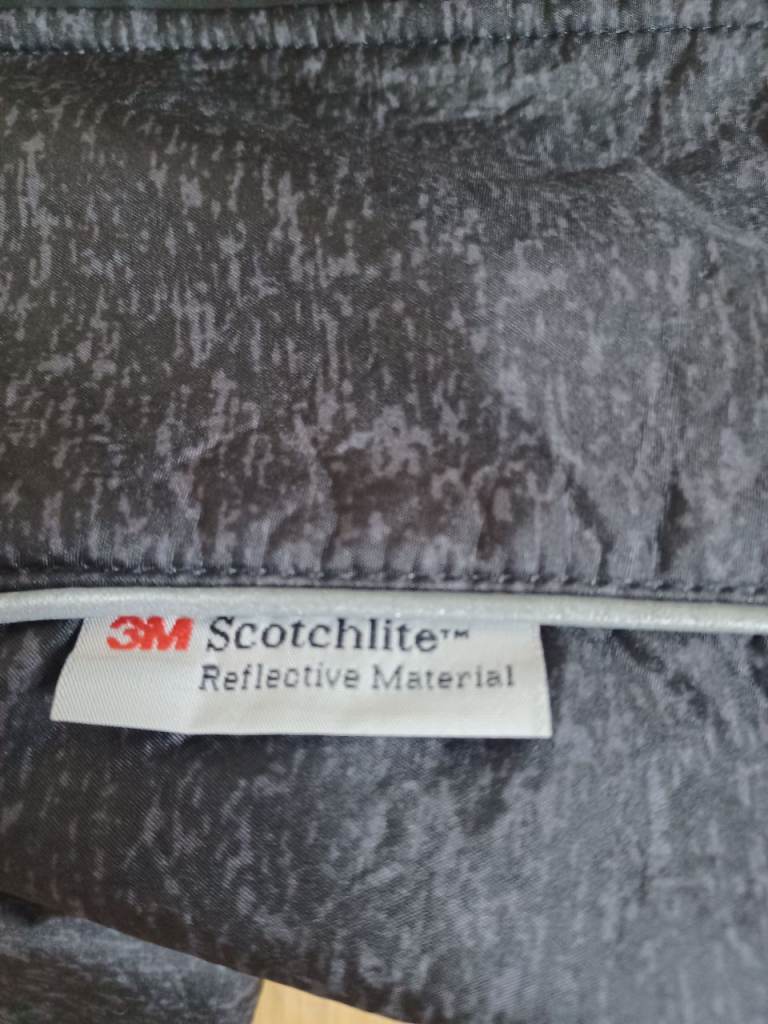 3M Scotchlite™
Reflective Material